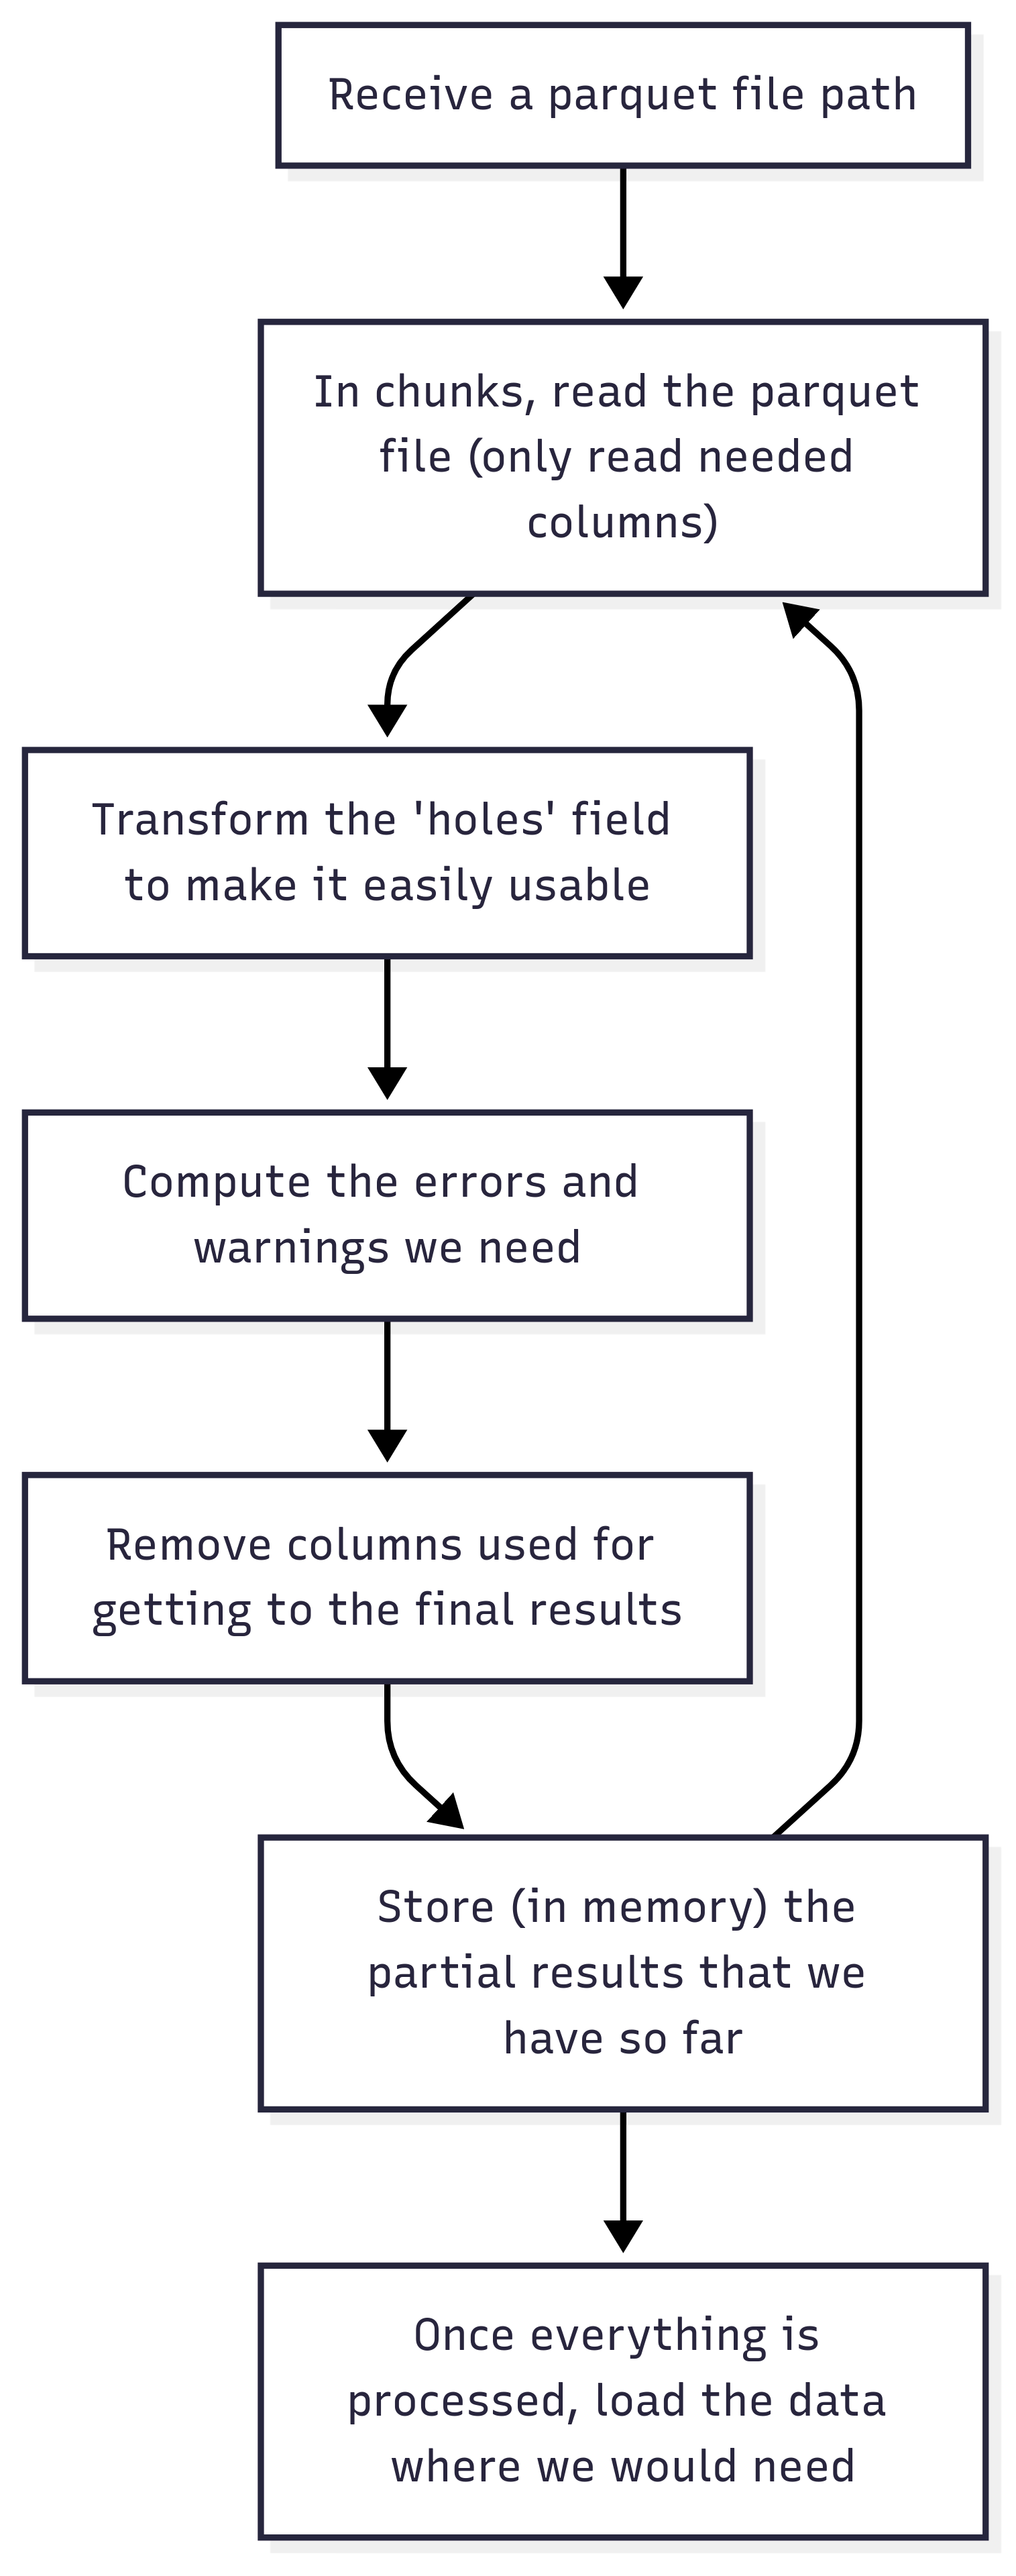 Receive a parquet file path
In chunks, read the parquet
file (only read needed
columns)
Transform the 'holes' field
to make it easily usable
Compute the errors and
warnings we need
Remove columns used for
getting to the final results
Store (in memory) the
partial results that we
have so far
Once everything is
processed, load the data
where we would need